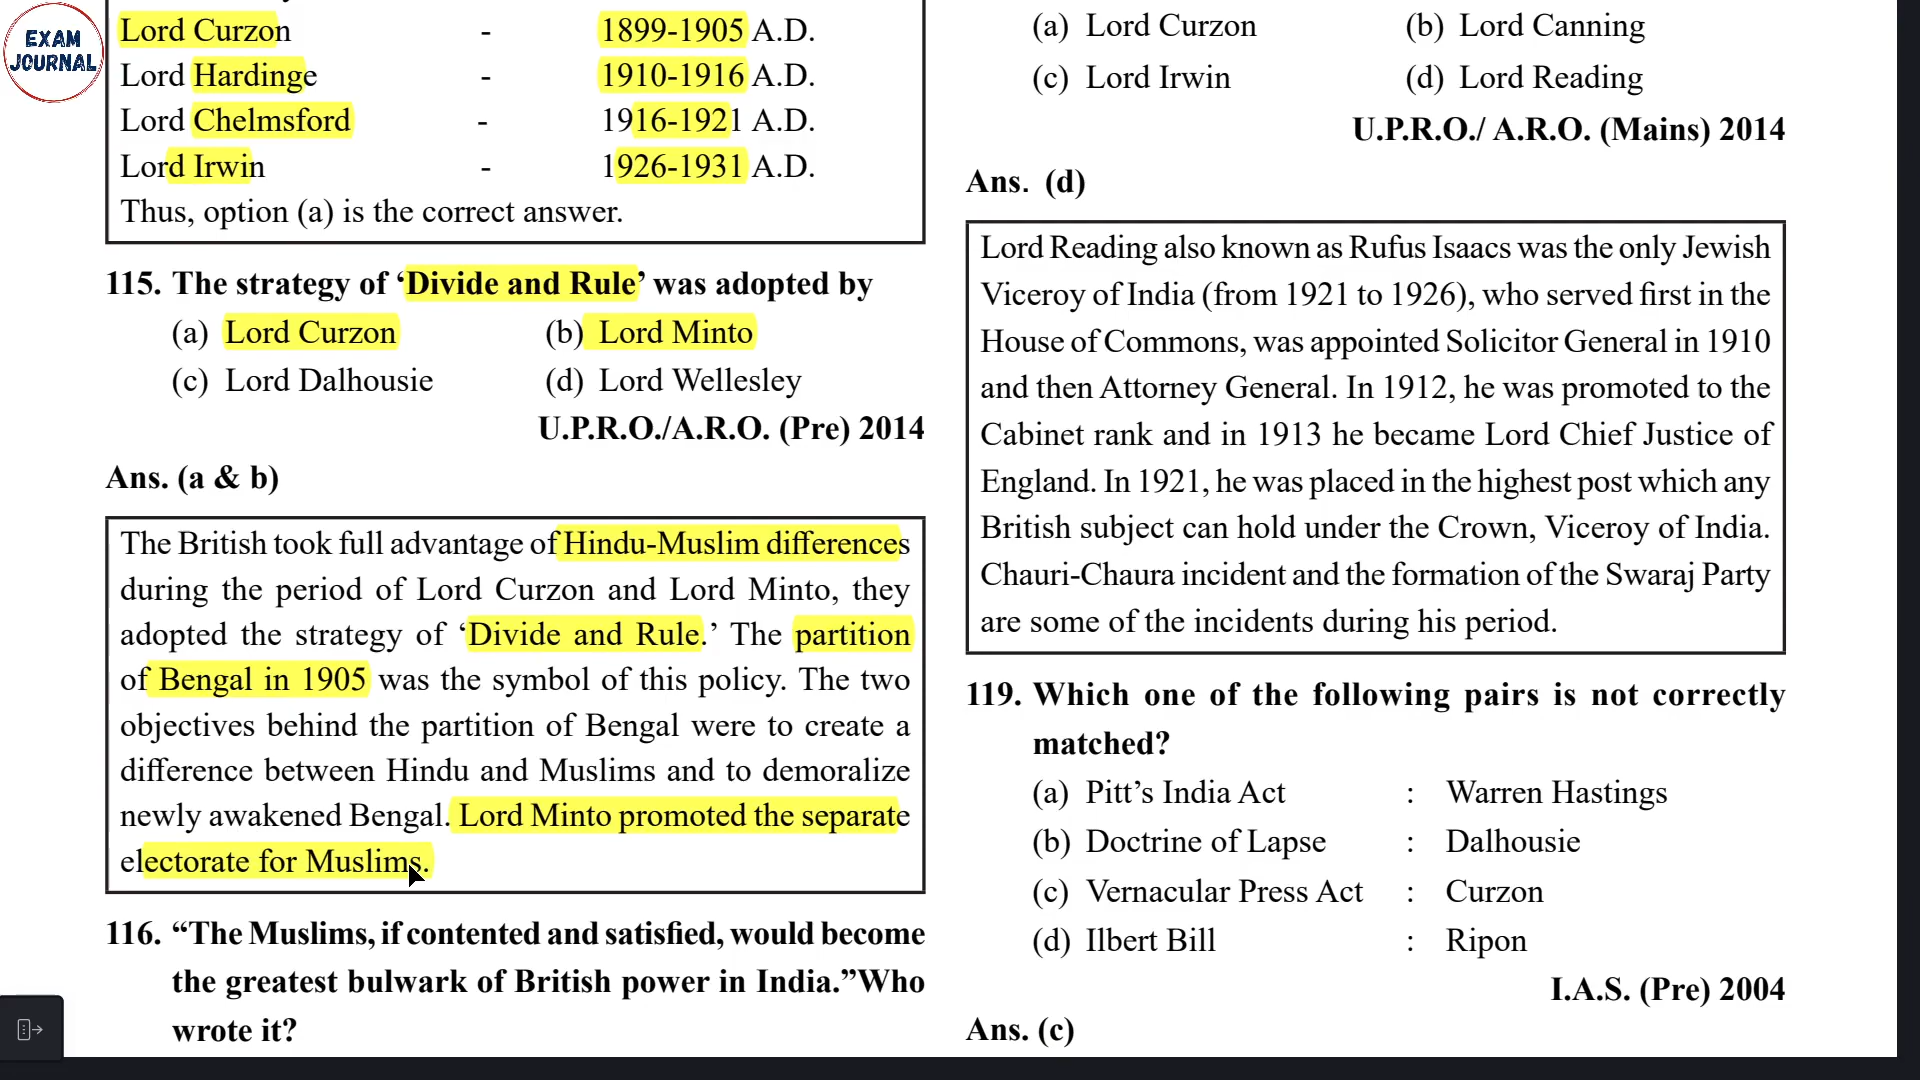 EXAM
JOURNAL
Lord Curzon - 1899-1905 A.D.
Lord Hardinge - 1910-1916 A.D.
Lord Chelmsford - 1916-1921 A.D.
Lord Irwin - 1926-1931 A.D.
Thus, option (a) is the correct answer.
115. The strategy of ‘Divide and Rule’ was adopted by
(a) Lord Curzon (b) Lord Minto
(c) Lord Dalhousie (d) Lord Wellesley
U.P.R.O./A.R.O. (Pre) 2014
Ans. (a & b)
The British took full advantage of Hindu-Muslim differences
during the period of Lord Curzon and Lord Minto, they
adopted the strategy of ‘Divide and Rule.’ The partition
of Bengal in 1905 was the symbol of this policy. The two
objectives behind the partition of Bengal were to create a
difference between Hindu and Muslims and to demoralize
newly awakened Bengal. Lord Minto promoted the separate
electorate for Muslims.
116. “The Muslims, if contented and satisfied, would become
the greatest bulwark of British power in India.”Who
wrote it?
(a) Lord Curzon (b) Lord Canning
(c) Lord Irwin (d) Lord Reading
U.P.R.O./ A.R.O. (Mains) 2014
Ans. (d)
Lord Reading also known as Rufus Isaacs was the only Jewish
Viceroy of India (from 1921 to 1926), who served first in the
House of Commons, was appointed Solicitor General in 1910
and then Attorney General. In 1912, he was promoted to the
Cabinet rank and in 1913 he became Lord Chief Justice of
England. In 1921, he was placed in the highest post which any
British subject can hold under the Crown, Viceroy of India.
Chauri-Chaura incident and the formation of the Swaraj Party
are some of the incidents during his period.
119. Which one of the following pairs is not correctly
matched?
(a) Pitt’s India Act : Warren Hastings
(b) Doctrine of Lapse : Dalhousie
(c) Vernacular Press Act : Curzon
(d) Ilbert Bill : Ripon
I.A.S. (Pre) 2004
Ans. (c)